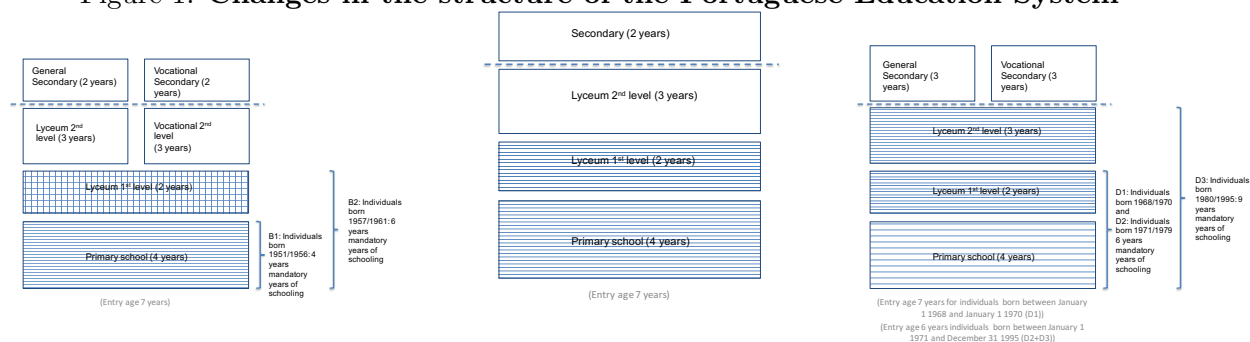 Figure 1: Changes in the structure of the Portuguese Education System
General
Secondary (2 years)
Vocational
Secondary (2
years)
Lyceum 2nd
level (3 years)
Vocational 2nd
level
(3 years)
Lyceum 1st level (2 years)
Primary school (4 years)
(Entry age 7 years)
B1: Individuals
born
1951/1956: 4
years
mandatory
years of
schooling
B2: Individuals
born
1957/1961: 6
years
mandatory
years of
schooling
Secondary (2 years)
Lyceum 2nd level (3 years)
Lyceum 1st level (2 years)
Primary school (4 years)
(Entry age 7 years)
General
Secondary (3
years)
Vocational
Secondary (3
years)
Lyceum 2nd level (3 years)
Lyceum 1st level (2 years)
Primary school (4 years)
(Entry age 7 years for individuals born between January
1 1968 and January 1 1970 (D1))
(Entry age 6 years individuals born between January 1
1971 and December 31 1995 (D2+D3))
D1: Individuals
born 1968/1970
and
D2: Individuals
born 1971/1979
6 years
mandatory
years of
schooling
D3: Individuals
born
1980/1995: 9
years
mandatory
years of
schooling